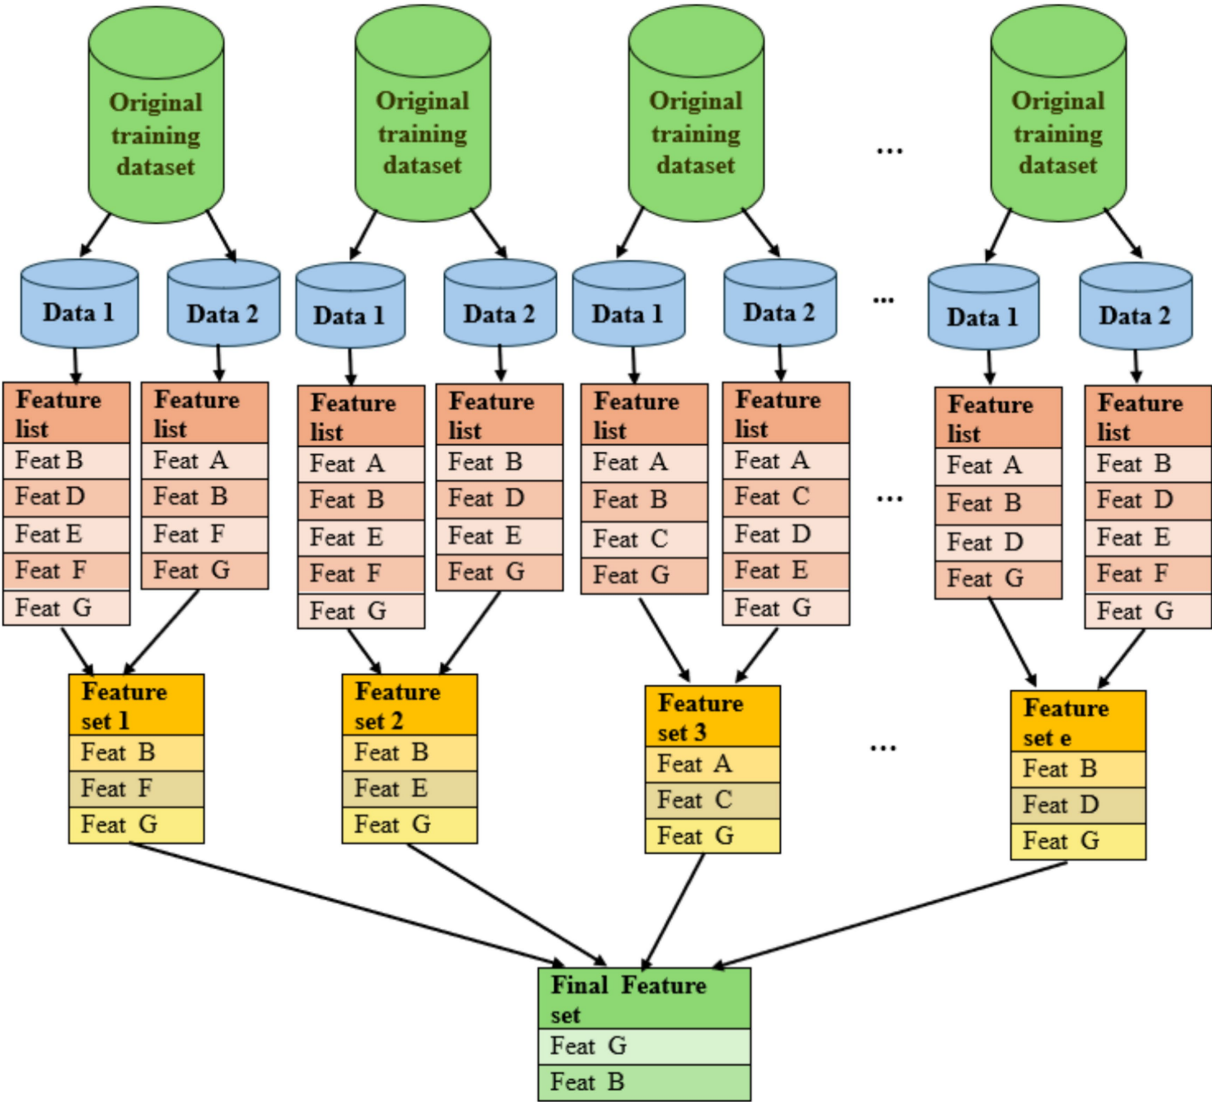 Original
training
dataset
Original
training
dataset
Original
training
dataset
...
Original
training
dataset
Data 1
Data 2
Data 1
Data 2
Data 1
Data 2
...
Data 1
Data 2
Feature
list
Feat B
Feat D
Feat E
Feat F
Feat G
Feature
list
Feat A
Feat B
Feat F
Feat G
Feature
list
Feat A
Feat B
Feat E
Feat F
Feat G
Feature
list
Feat B
Feat D
Feat E
Feat G
Feature
list
Feat A
Feat B
Feat C
Feat G
Feature
list
Feat A
Feat C
Feat D
Feat E
Feat G
...
Feature
list
Feat A
Feat B
Feat D
Feat G
Feature
list
Feat B
Feat D
Feat E
Feat F
Feat G
Feature
set 1
Feat B
Feat F
Feat G
Feature
set 2
Feat B
Feat E
Feat G
Feature
set 3
Feat A
Feat C
Feat G
...
Feature
set e
Feat B
Feat D
Feat G
Final Feature
set
Feat G
Feat B